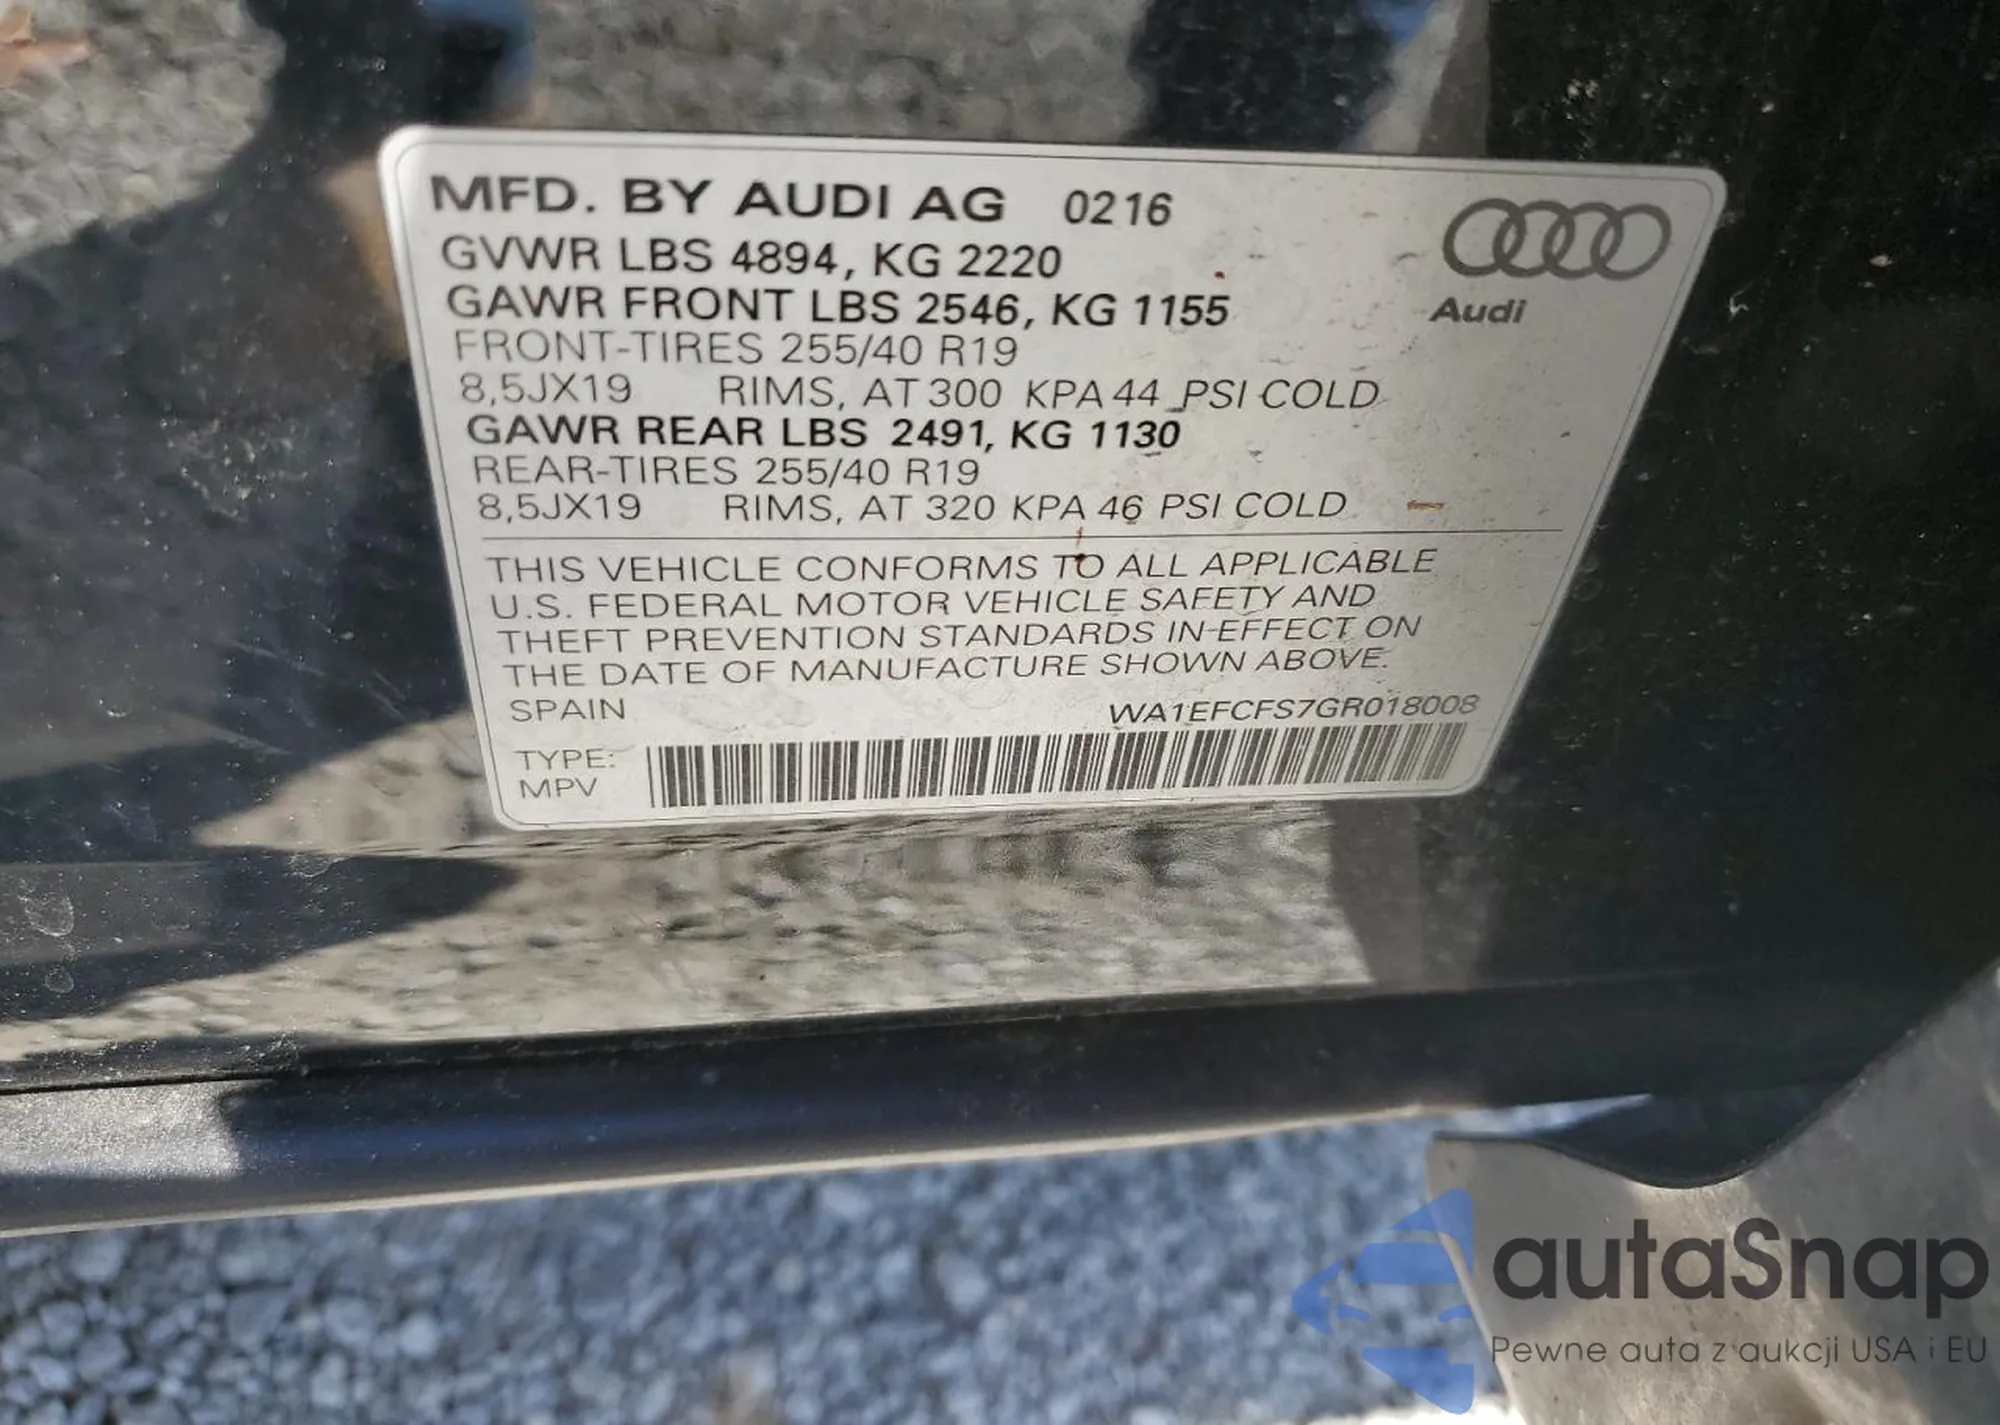 MFD. BY AUDI AG 0216
GVWR LBS 4894, KG 2220
GAWR FRONT LBS 2546, KG 1155
FRONT-TIRES 255/40 R19
8,5JX19 RIMS, AT 300 KPA 44 PSI COLD
GAWR REAR LBS 2491, KG 1130
REAR-TIRES 255/40 R19
8,5JX19 RIMS, AT 320 KPA 46 PSI COLD
Audi
THIS VEHICLE CONFORMS TO ALL APPLICABLE
U.S. FEDERAL MOTOR VEHICLE SAFETY AND
THEFT PREVENTION STANDARDS IN EFFECT ON
THE DATE OF MANUFACTURE SHOWN ABOVE.
SPAIN WA1EFCFS7GR018008
TYPE:
MPV
autaSnap
Pewne auta z aukcji USA i EU